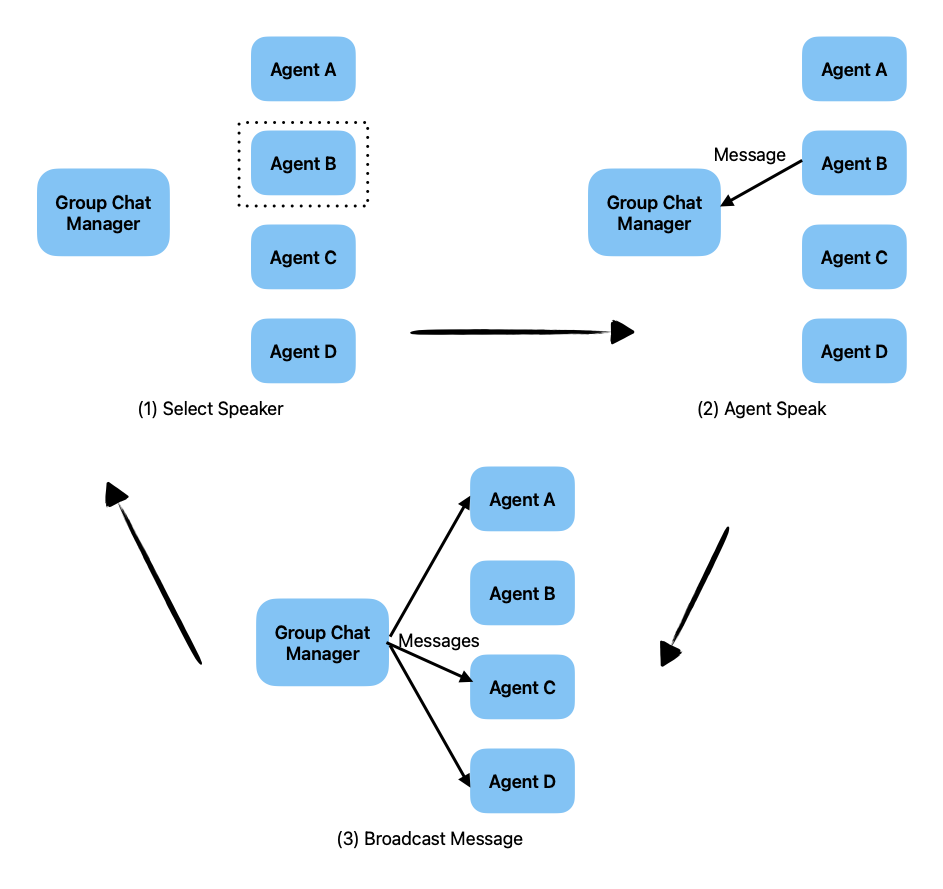 Agent A
Agent B
Group Chat
Manager
Agent C
Agent D
(1) Select Speaker
Agent A
Message
Agent B
Group Chat
Manager
Agent C
Agent D
(2) Agent Speak
Agent A
Agent B
Group Chat
Manager
Messages
Agent C
Agent D
(3) Broadcast Message